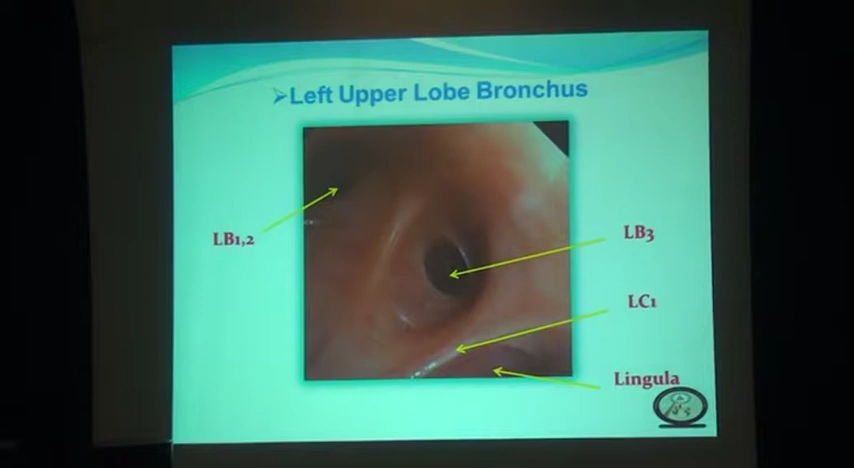 ➢Left Upper Lobe Bronchus
LB1,2
LB3
LC1
Lingula